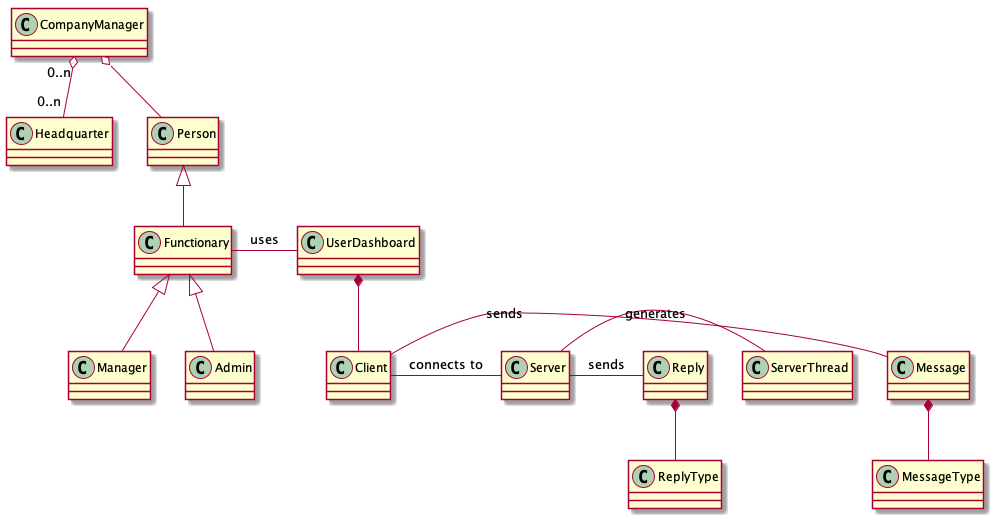 C CompanyManager
0..n
0..n
C Headquarter
C Person
C Functionary
uses
C UserDashboard
sends
generates
C Manager
C Admin
C Client
connects to
C Server
sends
C Reply
C ServerThread
C Message
C ReplyType
C MessageType